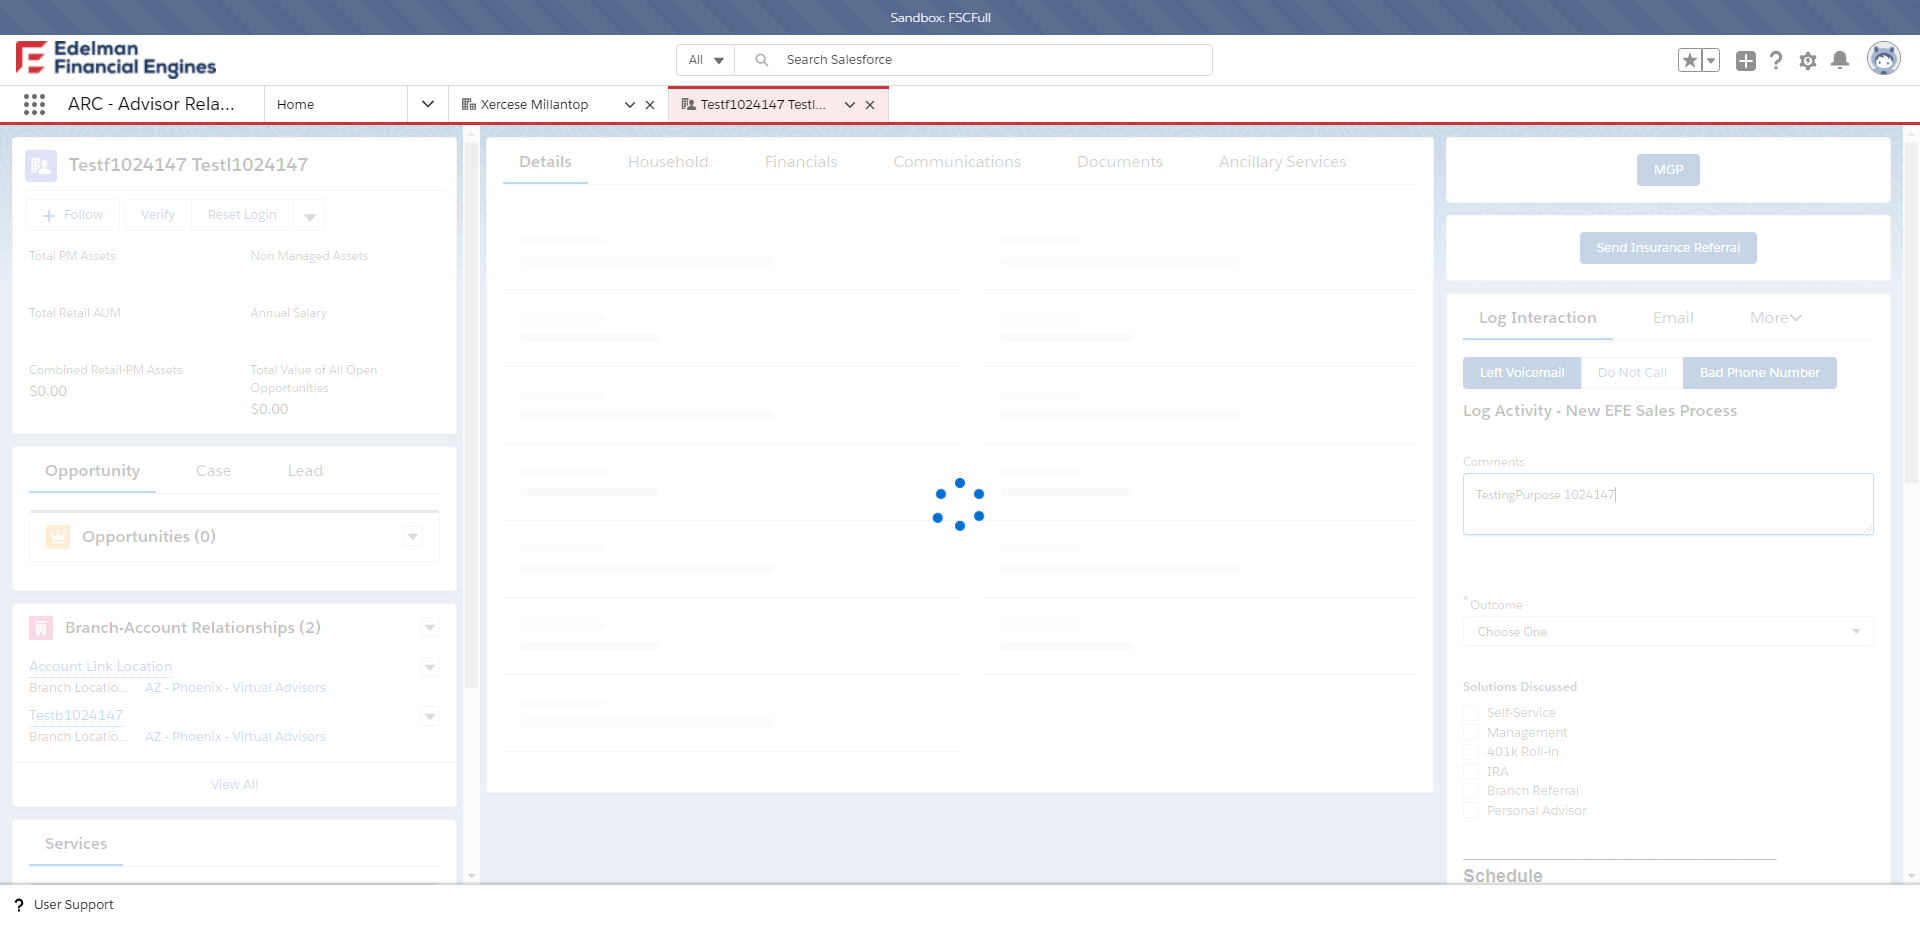 Sandbox: FSCFull
Edelman
Financial Engines
All
Search Salesforce
ARC - Advisor Rela...
Home
Xercese Millantop
Testf1024147 Testl...
Testf1024147 Testl1024147
Follow
Verify
Reset Login
Total PM Assets
Non Managed Assets
Total Retail AUM
Annual Salary
Combined Retail-PM Assets
$0.00
Total Value of All Open
Opportunities
$0.00
Opportunity
Case
Lead
Opportunities (0)
Branch-Account Relationships (2)
Account Link Location
Branch Locatio... AZ - Phoenix - Virtual Advisors
Testb1024147
Branch Locatio... AZ - Phoenix - Virtual Advisors
View All
Services
Details
Household
Financials
Communications
Documents
Ancillary Services
MGP
Send Insurance Referral
Log Interaction
Email
More
Left Voicemail
Do Not Call
Bad Phone Number
Log Activity - New EFE Sales Process
Comments
TestingPurpose 1024147
* Outcome
Choose One
Solutions Discussed
Self-Service
Management
401k Roll-in
IRA
Branch Referral
Personal Advisor
Schedule
? User Support